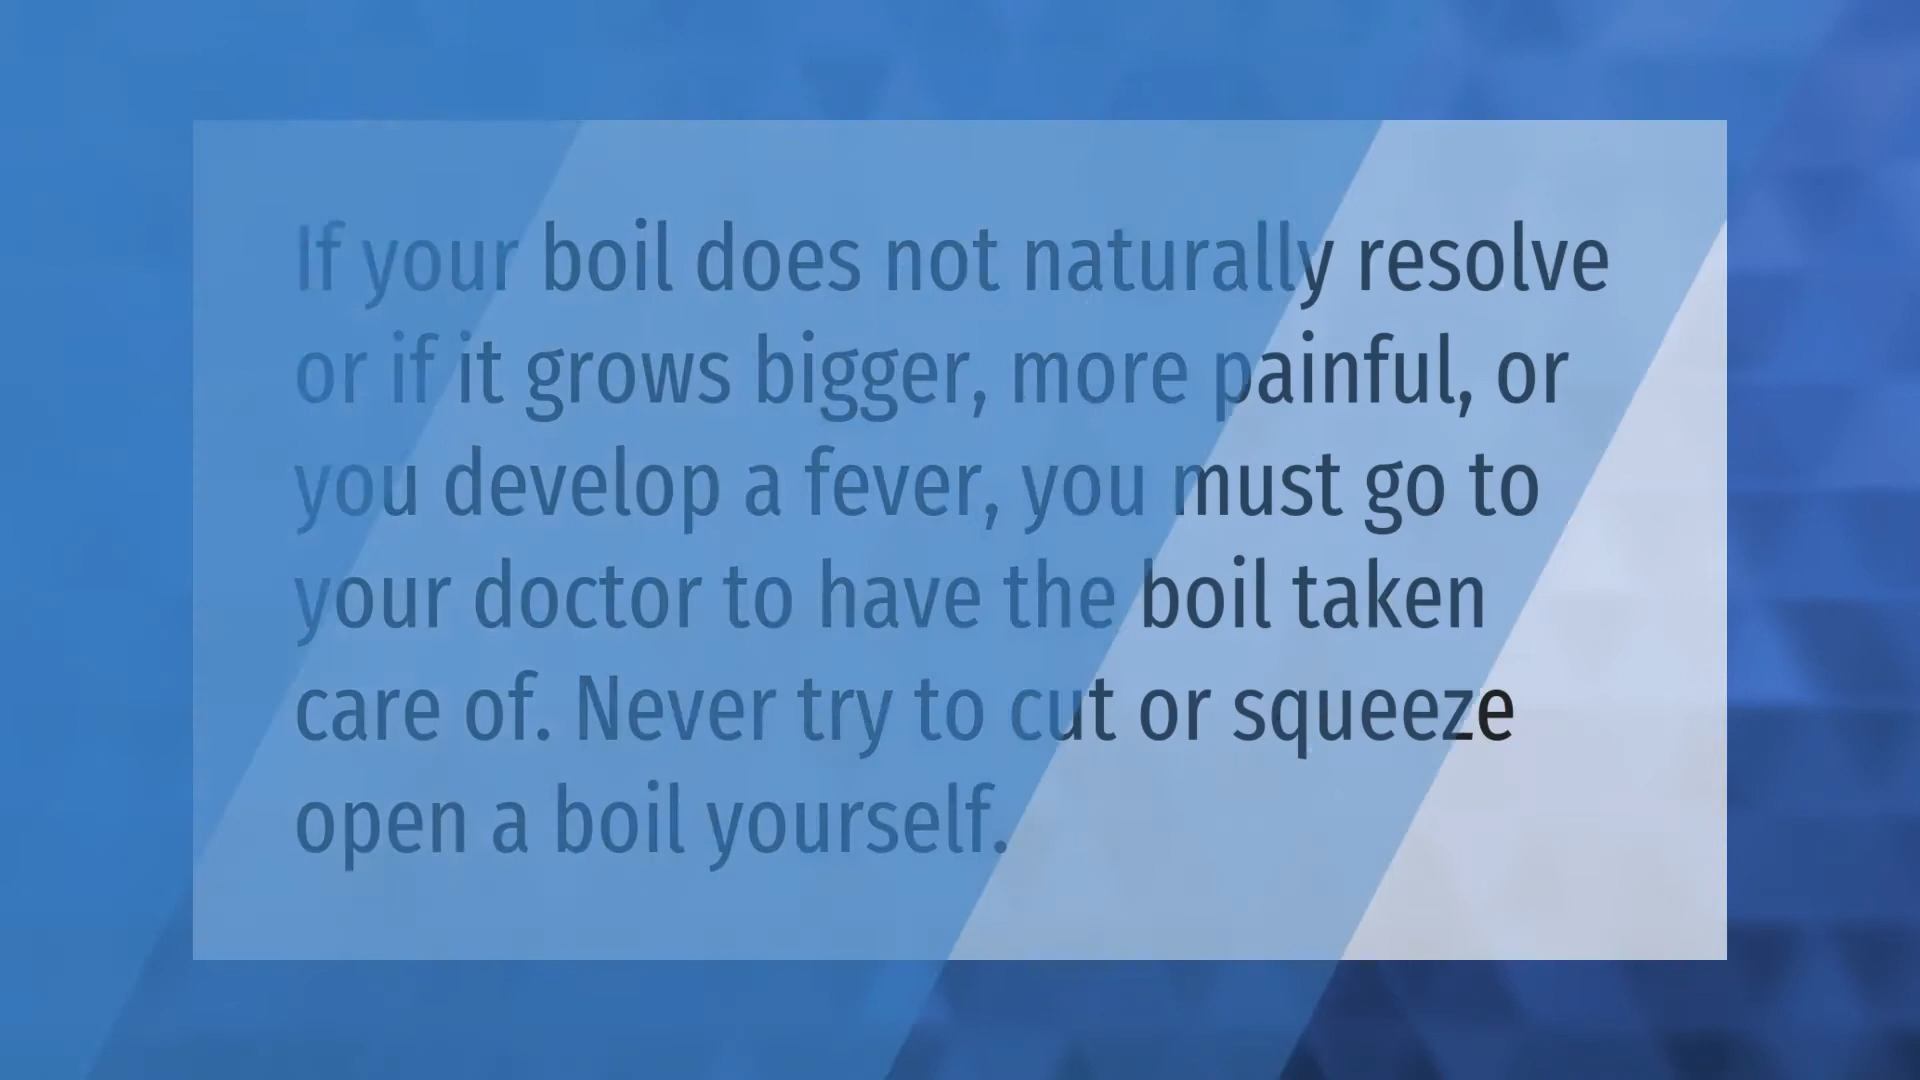 If your boil does not naturally resolve
or if it grows bigger, more painful, or
you develop a fever, you must go to
your doctor to have the boil taken
care of. Never try to cut or squeeze
open a boil yourself.